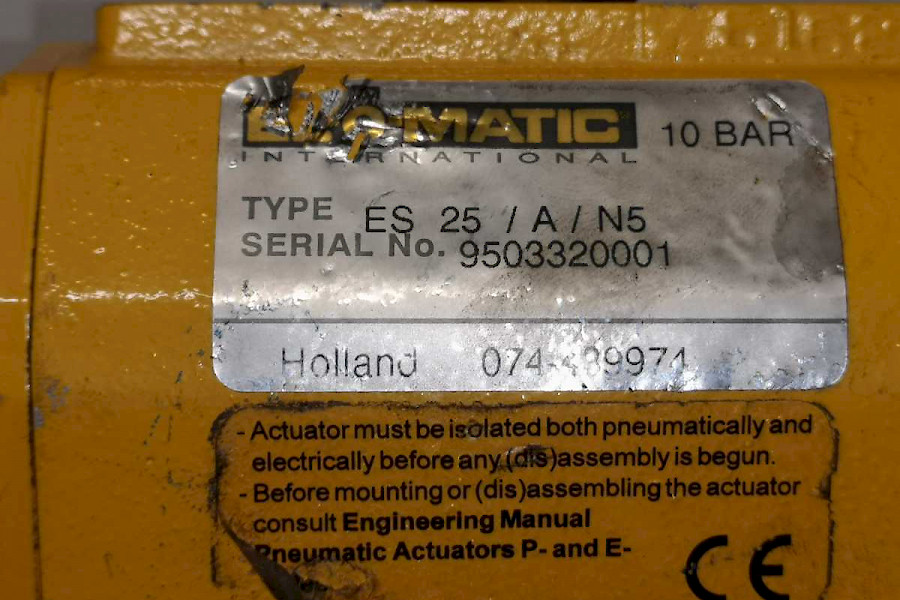 MATIC 10 BAR
INTERNATIONAL
TYPE ES 25 / A / N5
SERIAL No. 9503320001
Holland
- Actuator must be isolated both pneumatically and
electrically before any (dis)assembly is begun.
- Before mounting or (dis)assembling the actuator
consult Engineering Manual
Pneumatic Actuators P- and E-
CE